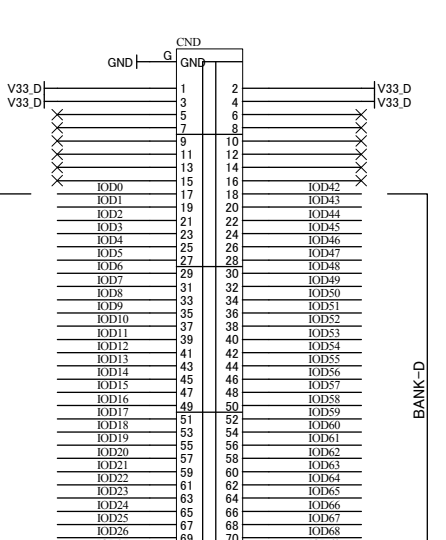 CND
GND G GND
V33_D 1 2 V33_D
V33_D 3 4 V33_D
5 6
7 8
9 10
11 12
13 14
15 16
IOD0 17 18 IOD42
IOD1 19 20 IOD43
IOD2 21 22 IOD44
IOD3 23 24 IOD45
IOD4 25 26 IOD46
IOD5 27 28 IOD47
IOD6 29 30 IOD48
IOD7 31 32 IOD49
IOD8 33 34 IOD50
IOD9 35 36 IOD51
IOD10 37 38 IOD52
IOD11 39 40 IOD53
IOD12 41 42 IOD54
IOD13 43 44 IOD55
IOD14 45 46 IOD56
IOD15 47 48 IOD57
IOD16 49 50 IOD58
IOD17 51 52 IOD59
IOD18 53 54 IOD60
IOD19 55 56 IOD61
IOD20 57 58 IOD62
IOD21 59 60 IOD63
IOD22 61 62 IOD64
IOD23 63 64 IOD65
IOD24 65 66 IOD66
IOD25 67 68 IOD67
IOD26 69 70 IOD68
BANK-D